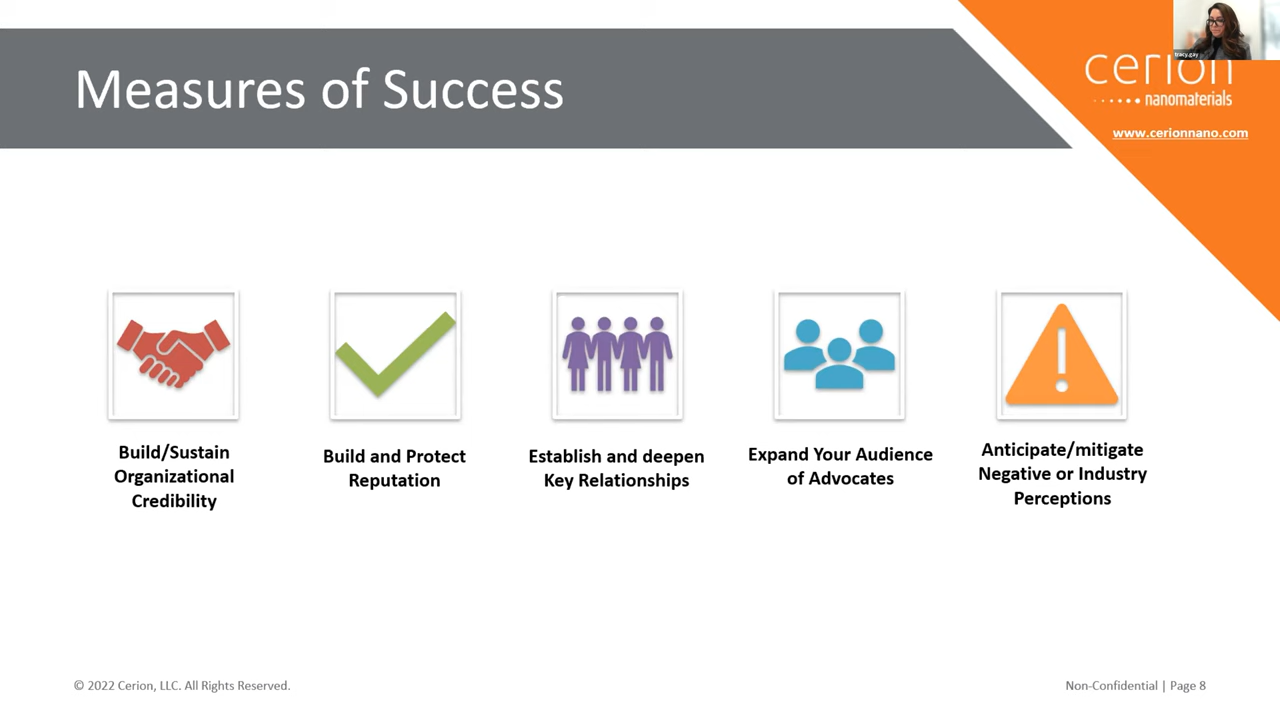 Measures of Success
tracy.gay
cerion
nanomaterials
www.cerionnano.com
Build/Sustain
Organizational
Credibility
Build and Protect
Reputation
Establish and deepen
Key Relationships
Expand Your Audience
of Advocates
Anticipate/mitigate
Negative or Industry
Perceptions
© 2022 Cerion, LLC. All Rights Reserved.
Non-Confidential | Page 8